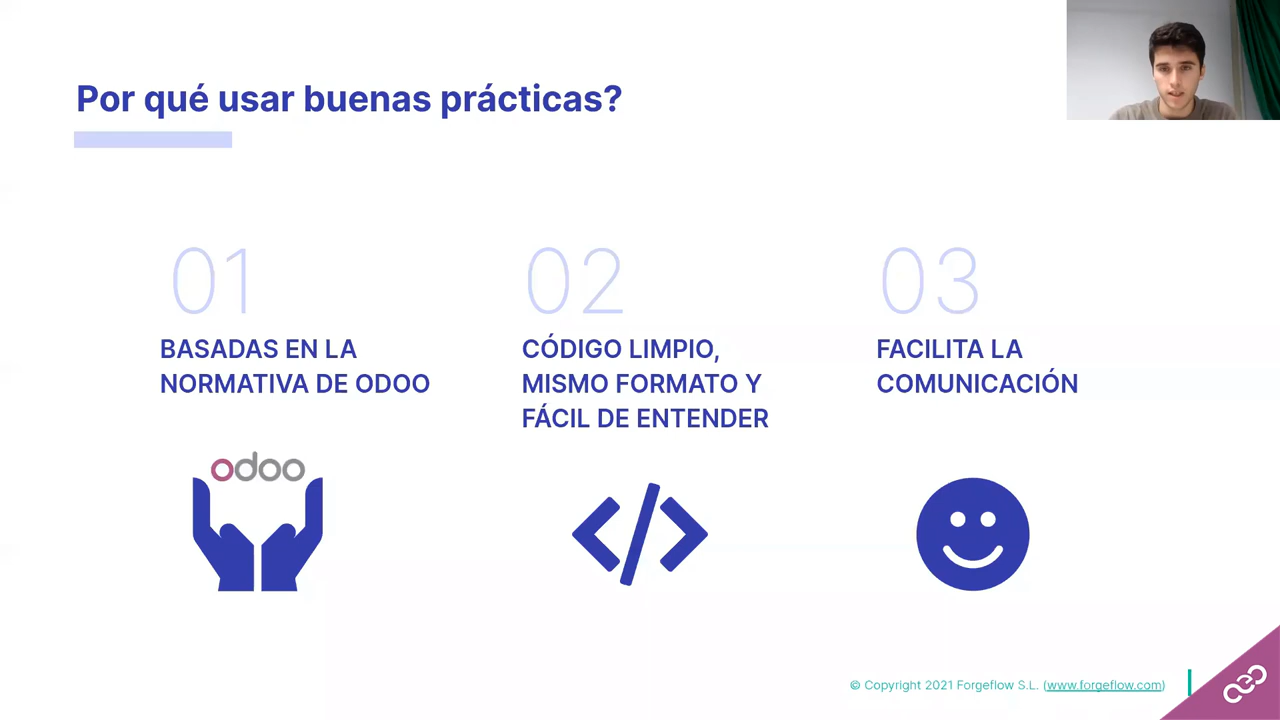 Por qué usar buenas prácticas?
01
BASADAS EN LA
NORMATIVA DE ODOO
odoo
02
CÓDIGO LIMPIO,
MISMO FORMATO Y
FÁCIL DE ENTENDER
03
FACILITA LA
COMUNICACIÓN
© Copyright 2021 Forgeflow S.L. (www.forgeflow.com)